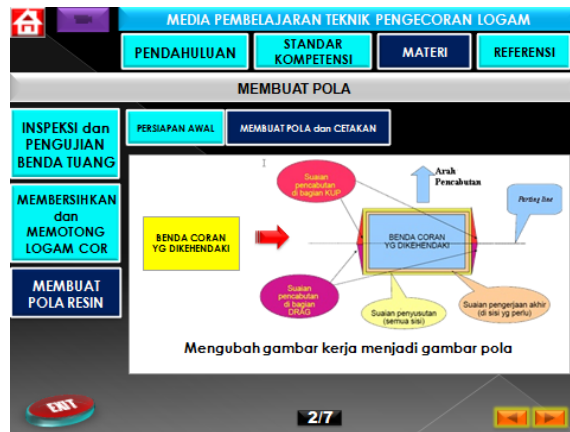 MEDIA PEMBELAJARAN TEKNIK PENGECORAN LOGAM
PENDAHULUAN
STANDAR
KOMPETENSI
MATERI
REFERENSI
MEMBUAT POLA
INSPEKSI dan
PENGUJIAN
BENDA TUANG
MEMBERSIHKAN
dan
MEMOTONG
LOGAM COR
MEMBUAT
POLA RESIN
PERSIAPAN AWAL
MEMBUAT POLA dan CETAKAN
Suaian
pencabutan
di bagian KUP
Arah
Pencabutan
Parting line
BENDA CORAN
YG DIKEHENDAKI
BENDA CORAN
YG DIKEHENDAKI
Suaian
pencabutan
di bagian
DRAG
Suaian penyusutan
(semua sisi)
Suaian pengerjaan akhir
(di sisi yg perlu)
Mengubah gambar kerja menjadi gambar pola
EXIT
2/7